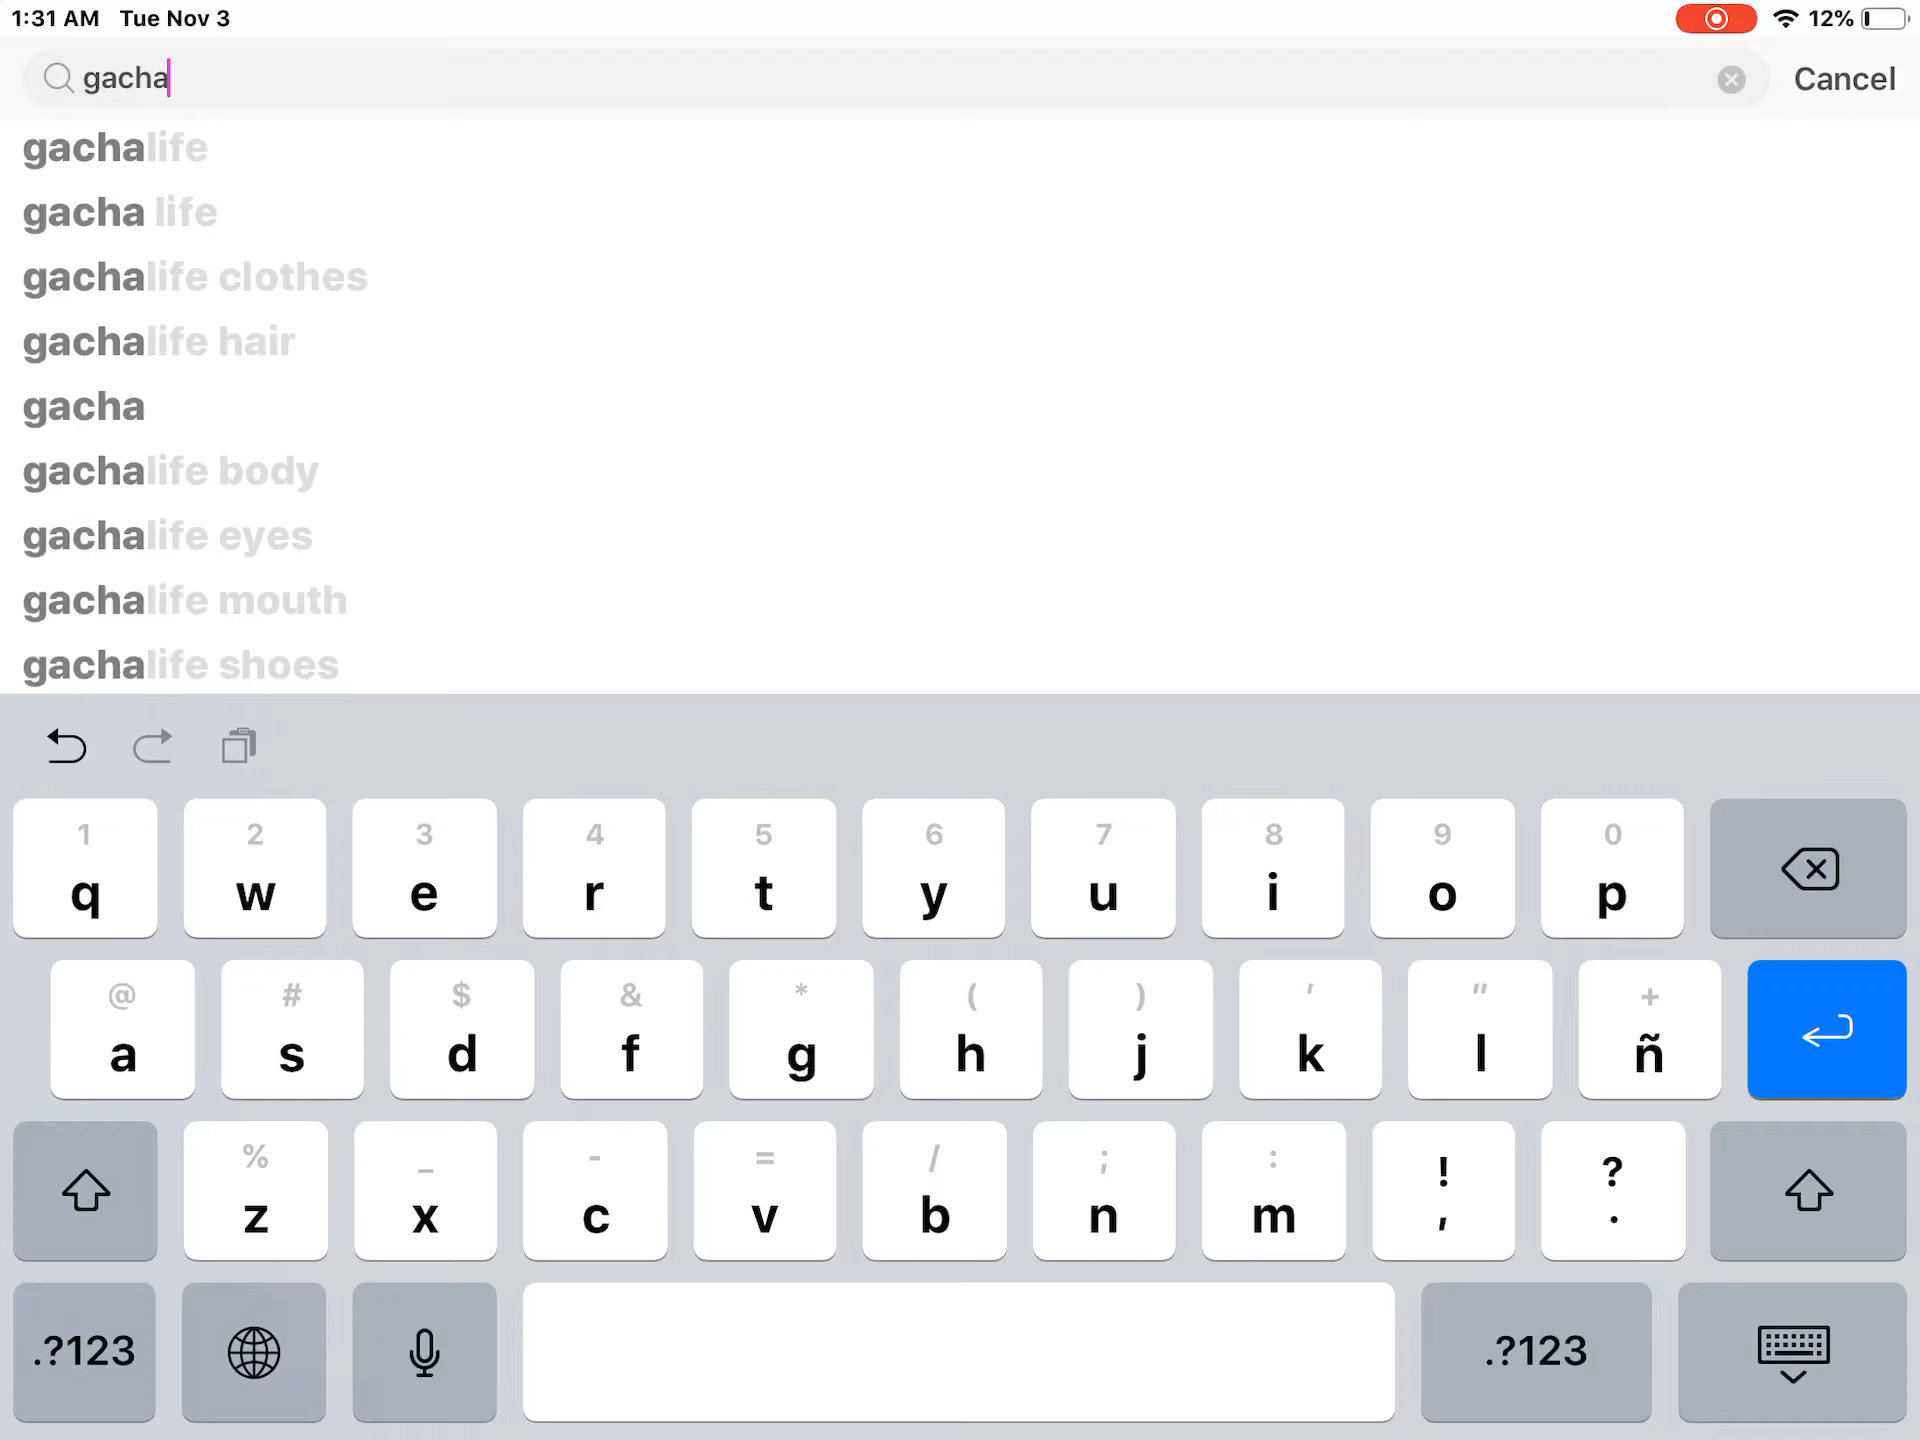 1:31 AM Tue Nov 3 12%
gacha Cancel
gachalife
gacha life
gachalife clothes
gachalife hair
gacha
gachalife body
gachalife eyes
gachalife mouth
gachalife shoes
1 2 3 4 5 6 7 8 9 0
q w e r t y u i o p
@ # $ & * ( ) ' " +
a s d f g h j k l ñ
% _ - = / ; : ! ?
z x c v b n m , .
.?123 .?123